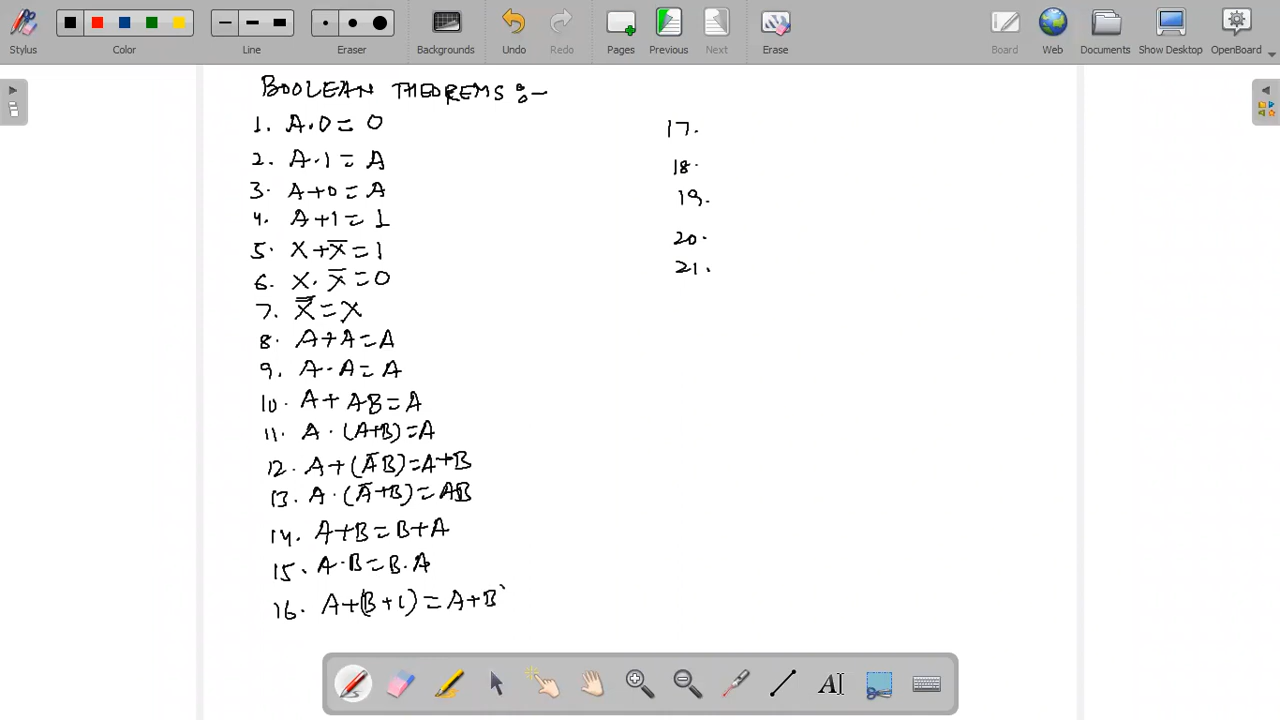 Stylus
Color
Line
Eraser
Backgrounds
Undo
Redo
Pages
Previous
Next
Erase
Board
Web
Documents
Show Desktop
OpenBoard
BOOLEAN THEOREMS :-
1. A·0 = 0
2. A·1 = A
3. A+0 = A
4. A+1 = 1
5. X+X̅ = 1
6. X·X̅ = 0
7. X̿ = X
8. A+A = A
9. A·A = A
10. A+AB = A
11. A·(A+B) = A
12. A+(A̅B) = A+B
13. A·(A̅+B) = AB
14. A+B = B+A
15. A·B = B·A
16. A+(B+C) = A+B
17.
18.
19.
20.
21.